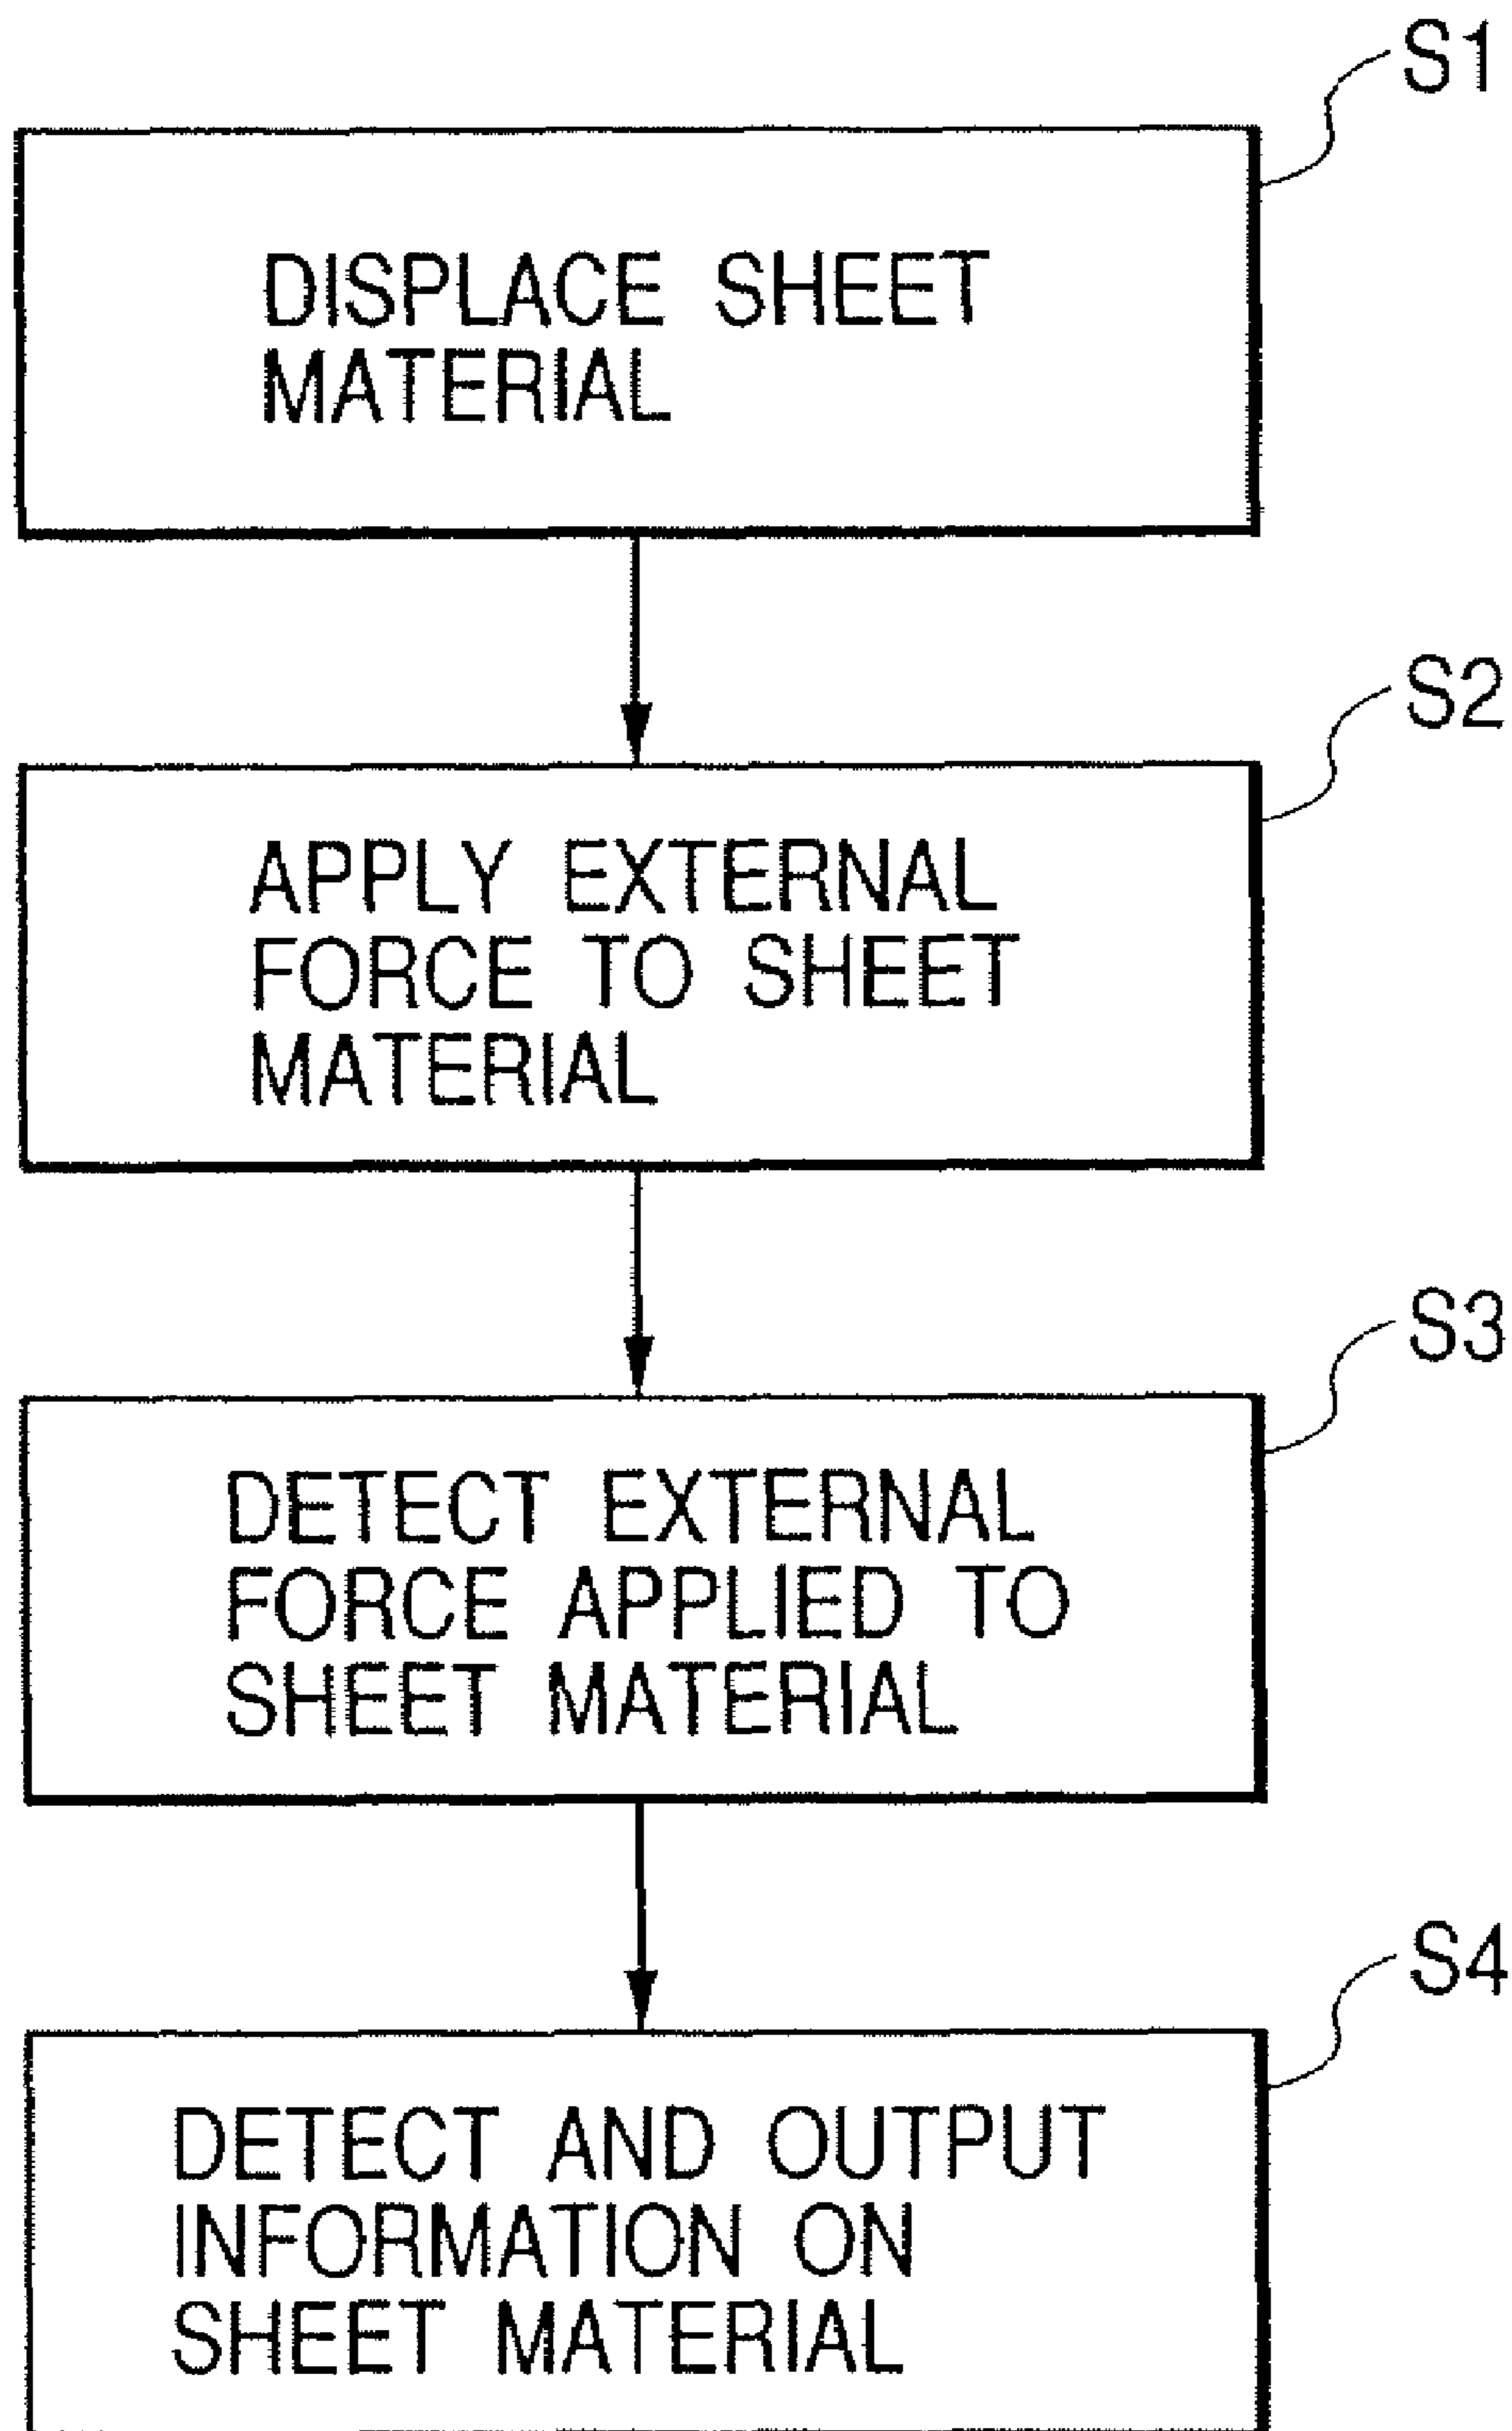 S1
DISPLACE SHEET
MATERIAL
S2
APPLY EXTERNAL
FORCE TO SHEET
MATERIAL
S3
DETECT EXTERNAL
FORCE APPLIED TO
SHEET MATERIAL
S4
DETECT AND OUTPUT
INFORMATION ON
SHEET MATERIAL